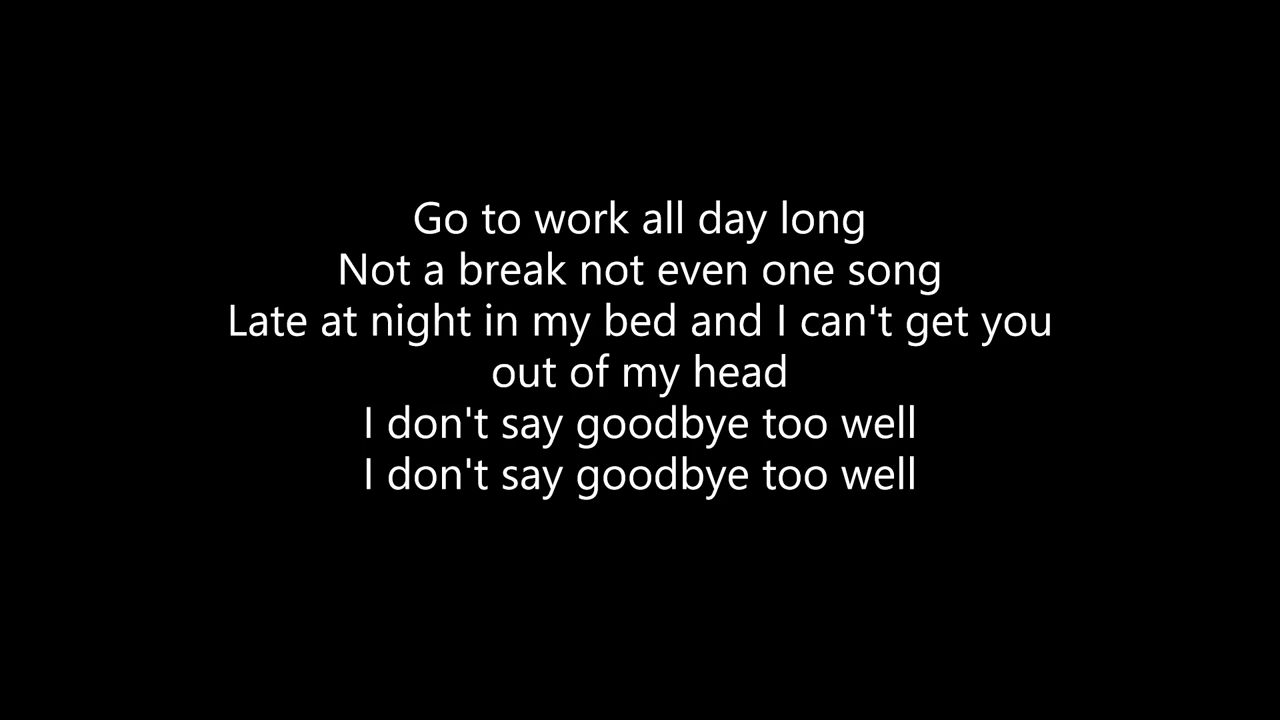 Go to work all day long
Not a break not even one song
Late at night in my bed and I can't get you
out of my head
I don't say goodbye too well
I don't say goodbye too well